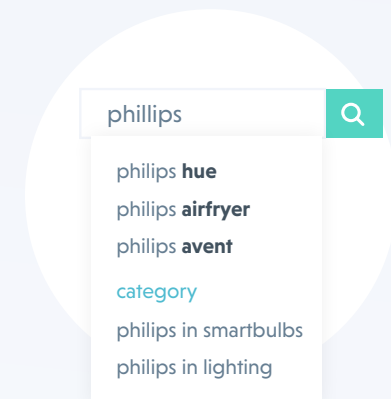 phillips
philips hue
philips airfryer
philips avent
category
philips in smartbulbs
philips in lighting